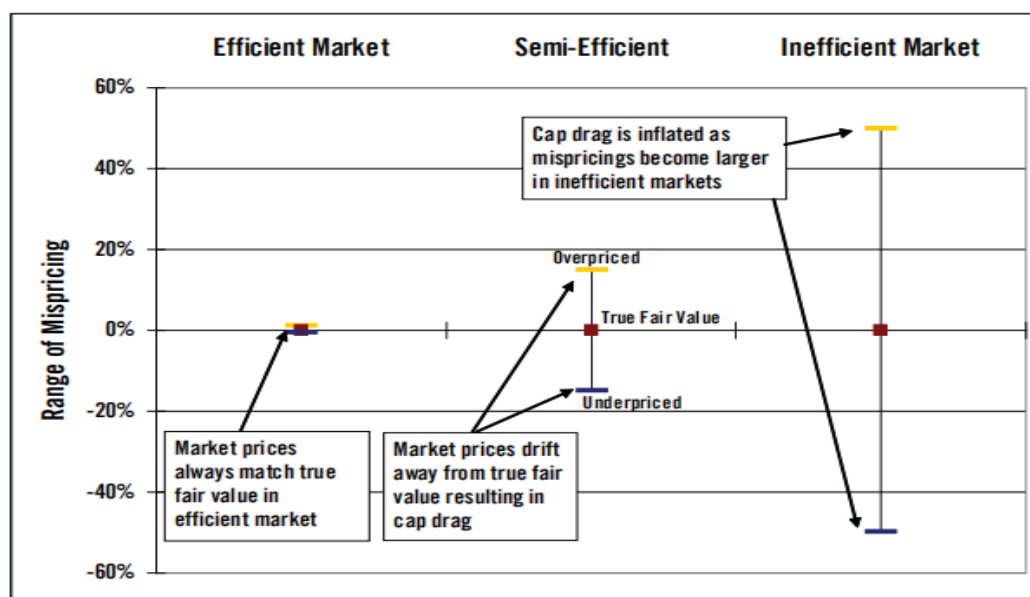 Efficient Market
Semi-Efficient
Inefficient Market
Range of Mispricing
60%
40%
20%
0%
-20%
-40%
-60%
Cap drag is inflated as
mispricings become larger
in inefficient markets
Overpriced
True Fair Value
Underpriced
Market prices
always match true
fair value in
efficient market
Market prices drift
away from true fair
value resulting in
cap drag